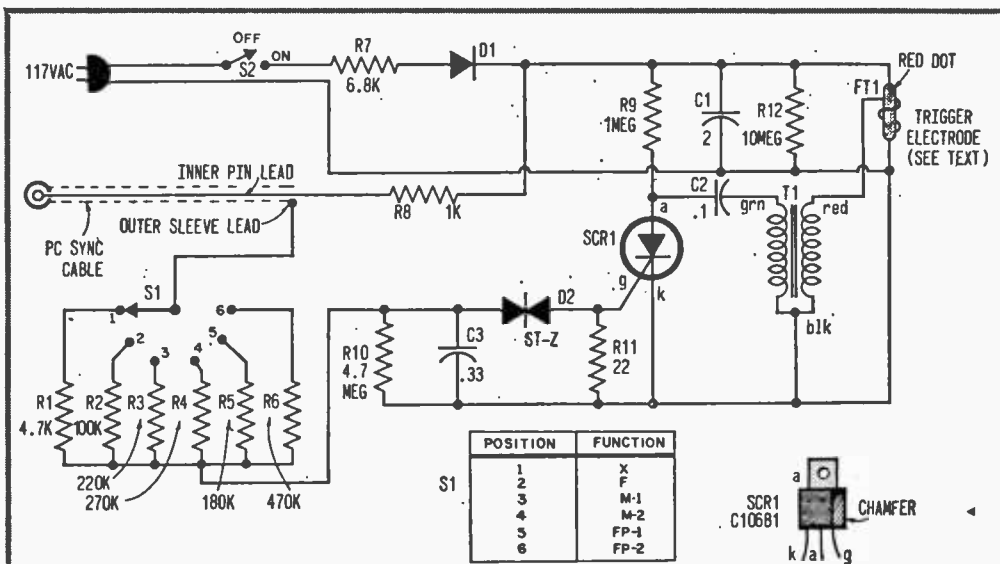 OFF
ON
S2
117VAC
R7
6.8K
D1
R9
1MEG
C1
2
R12
10MEG
RED DOT
FT1
TRIGGER
ELECTRODE
(SEE TEXT)
INNER PIN LEAD
R8
1K
OUTER SLEEVE LEAD
PC SYNC
CABLE
C2
.1
grn
T1
red
blk
a
SCR1
g
k
S1
1
2
3
4
5
6
R1
4.7K
R2
100K
R3
220K
R4
270K
R5
180K
R6
470K
R10
4.7
MEG
C3
.33
D2
ST-Z
R11
22
S1
POSITION FUNCTION
1 X
2 F
3 M-1
4 M-2
5 FP-1
6 FP-2
a
SCR1
C106B1
CHAMFER
k a g